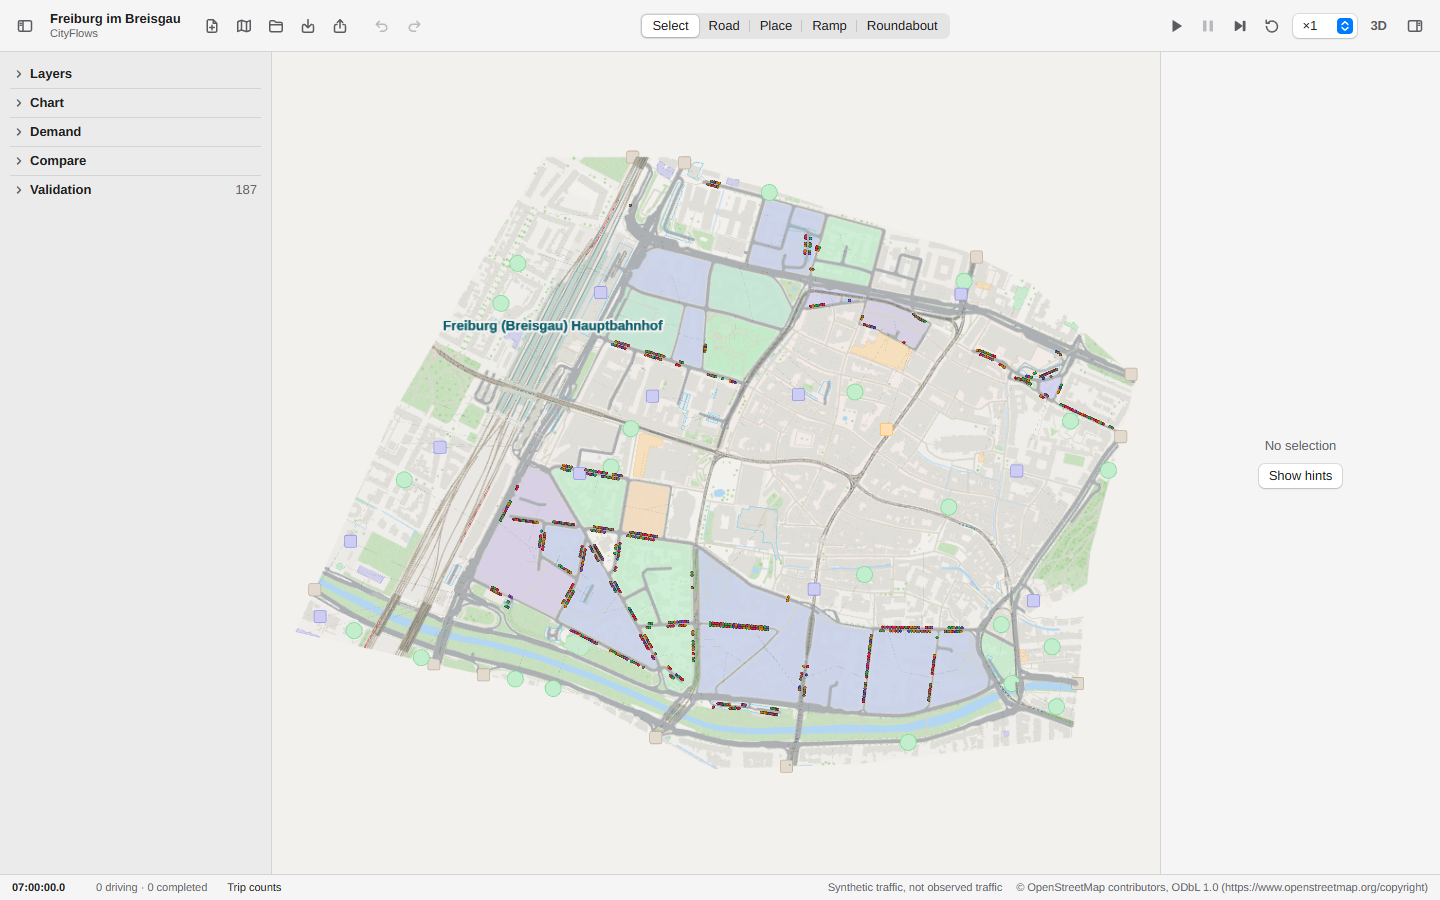 Freiburg im Breisgau
CityFlows
Select
Road
Place
Ramp
Roundabout
×1
3D
Layers
Chart
Demand
Compare
Validation 187
Freiburg (Breisgau) Hauptbahnhof
No selection
Show hints
07:00:00.0
0 driving · 0 completed
Trip counts
Synthetic traffic, not observed traffic
© OpenStreetMap contributors, ODbL 1.0 (https://www.openstreetmap.org/copyright)